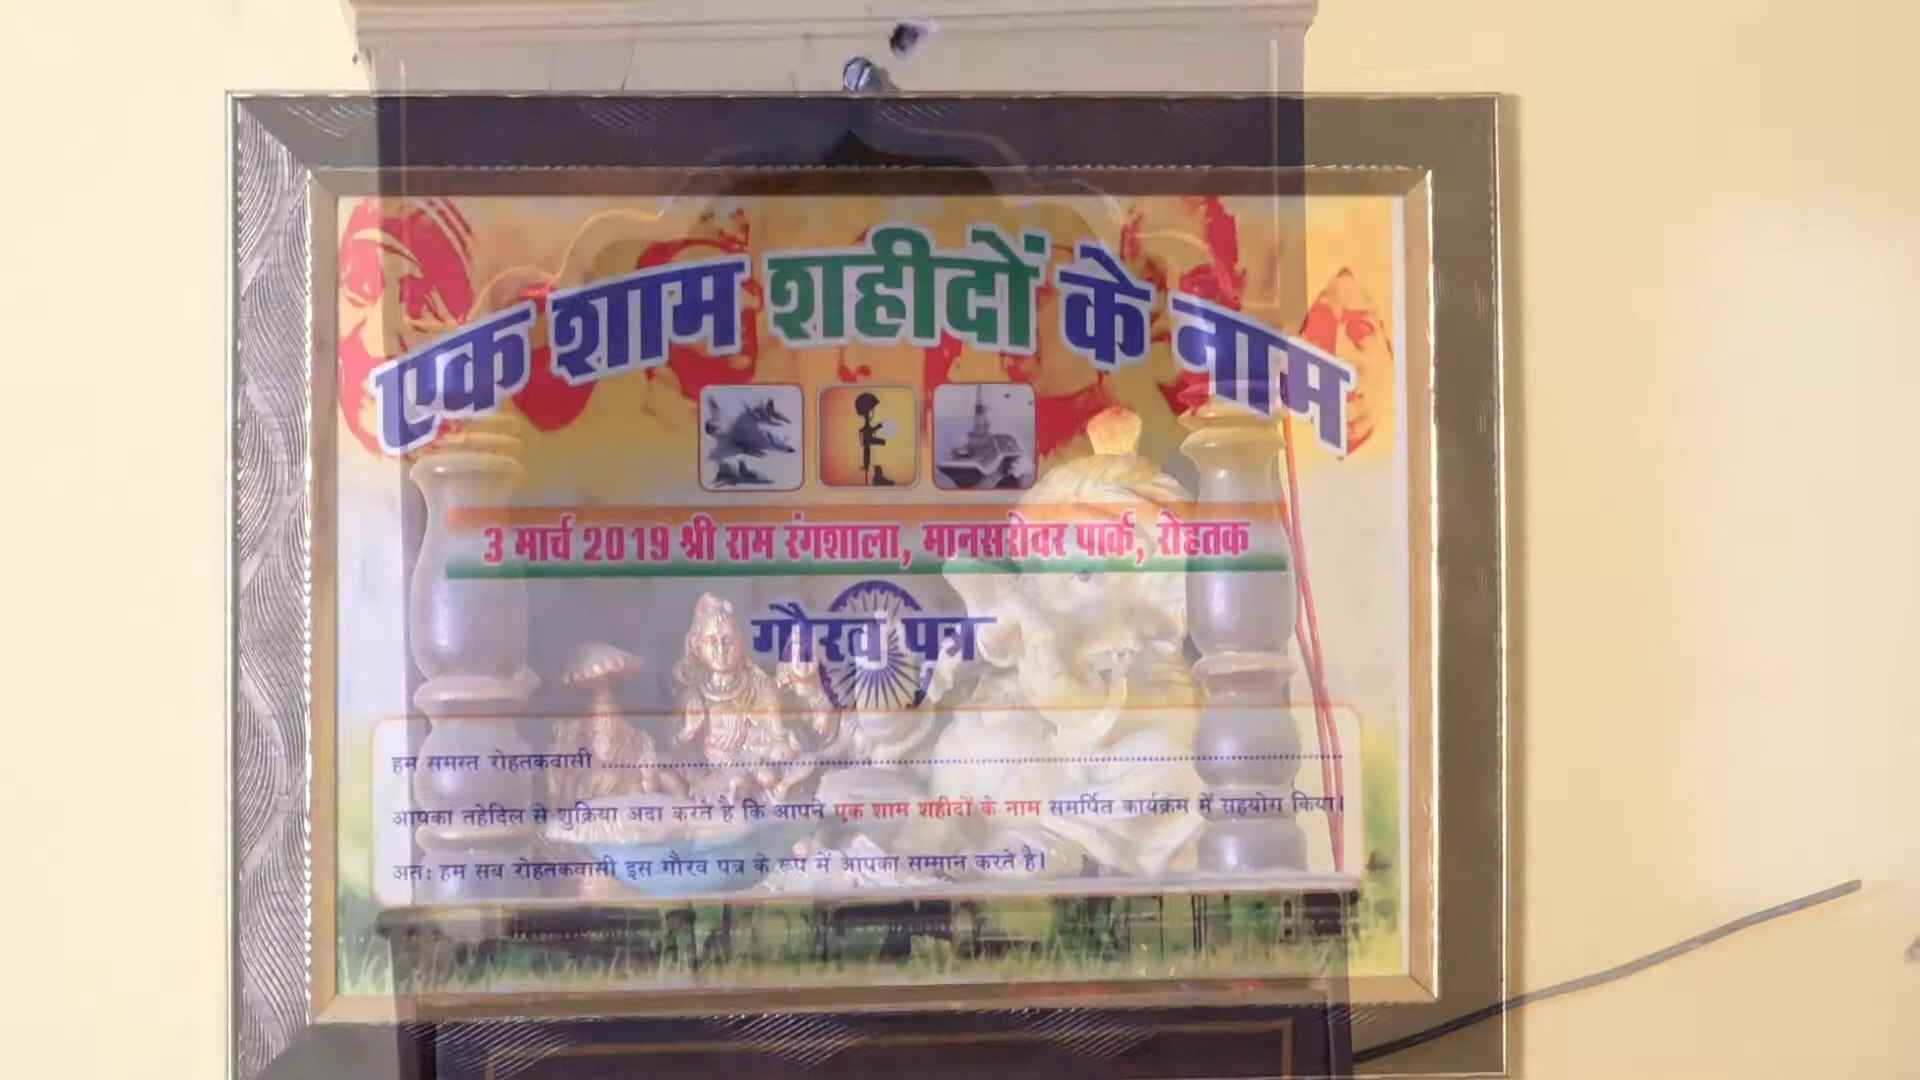 एक शाम शहीदों के नाम
3 मार्च 2019 श्री राम रंगशाला, मानसरोवर पार्क, रोहतक
गौरव पत्र
हम समस्त रोहतकवासी ........................................................................
आपका तहेदिल से शुक्रिया अदा करते है कि आपने एक शाम शहीदों के नाम समर्पित कार्यक्रम में सहयोग किया।
अतः हम सब रोहतकवासी इस गौरव पत्र के रूप में आपका सम्मान करते है।